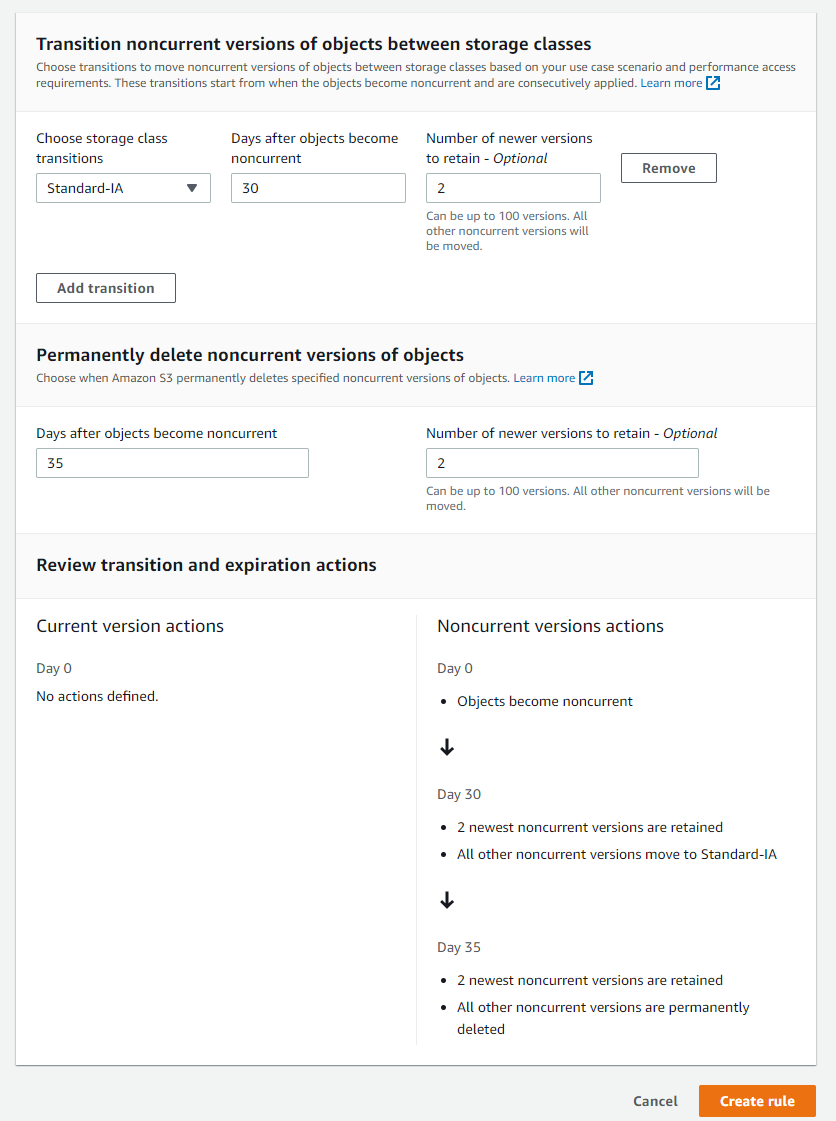 Transition noncurrent versions of objects between storage classes
Choose transitions to move noncurrent versions of objects between storage classes based on your use case scenario and performance access
requirements. These transitions start from when the objects become noncurrent and are consecutively applied. Learn more
Choose storage class
transitions
Standard-IA
Days after objects become
noncurrent
30
Number of newer versions
to retain - Optional
2
Can be up to 100 versions. All
other noncurrent versions will
be moved.
Remove
Add transition
Permanently delete noncurrent versions of objects
Choose when Amazon S3 permanently deletes specified noncurrent versions of objects. Learn more
Days after objects become noncurrent
35
Number of newer versions to retain - Optional
2
Can be up to 100 versions. All other noncurrent versions will be
moved.
Review transition and expiration actions
Current version actions
Day 0
No actions defined.
Noncurrent versions actions
Day 0
• Objects become noncurrent
Day 30
• 2 newest noncurrent versions are retained
• All other noncurrent versions move to Standard-IA
Day 35
• 2 newest noncurrent versions are retained
• All other noncurrent versions are permanently
deleted
Cancel
Create rule